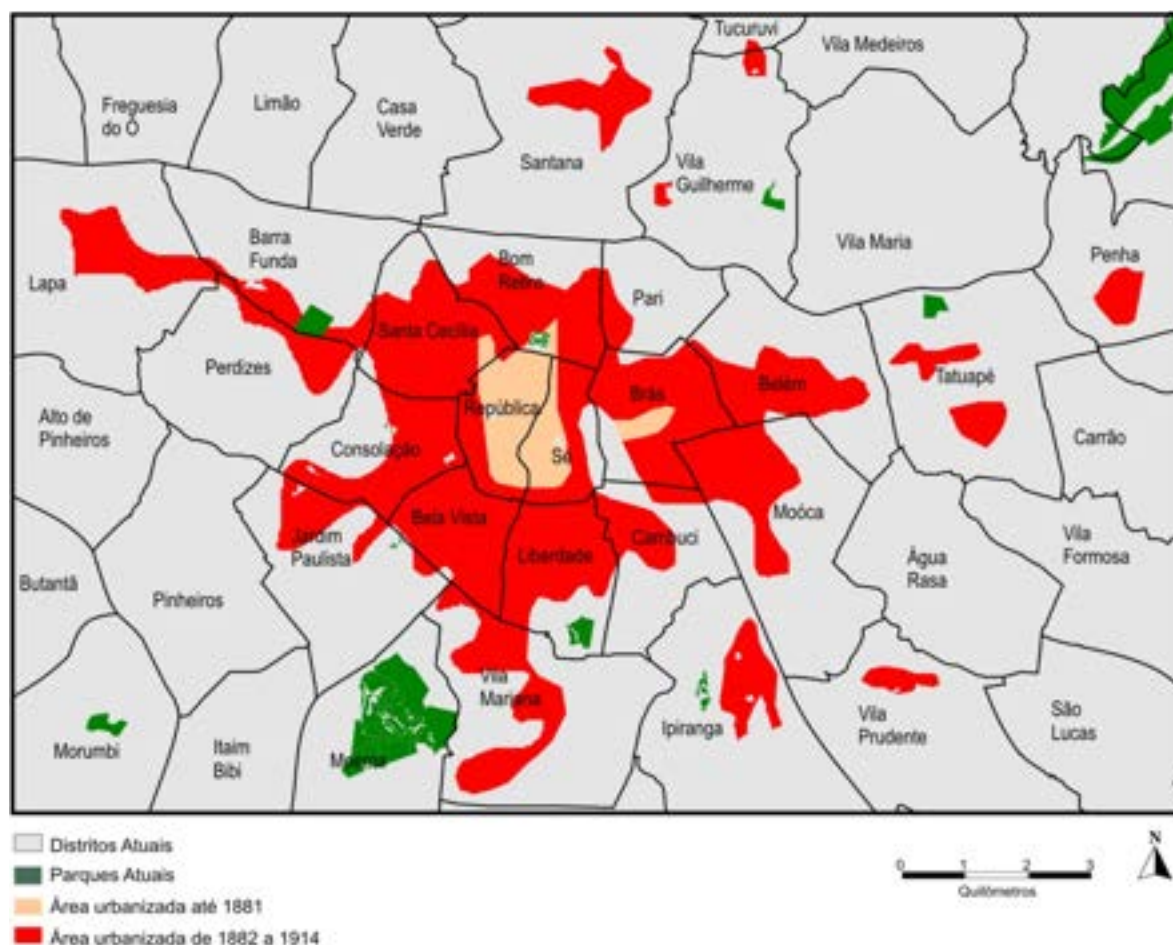 Tucuruvi
Vila Medeiros
Freguesia
do Ó
Limão
Casa
Verde
Santana
Vila
Guilherme
Vila Maria
Penha
Lapa
Barra
Funda
Bom
Retiro
Pari
Santa Cecília
Perdizes
Brás
Belém
Tatuapé
Alto de
Pinheiros
República
Consolação
Sé
Carrão
Bela Vista
Moóca
Jardim
Paulista
Liberdade
Cambuci
Água
Rasa
Vila
Formosa
Butantã
Pinheiros
Vila
Mariana
Ipiranga
Vila
Prudente
São
Lucas
Morumbi
Itaim
Bibi
Moema
Distritos Atuais
Parques Atuais
Área urbanizada até 1881
Área urbanizada de 1882 a 1914
0 1 2 3
Quilômetros
N